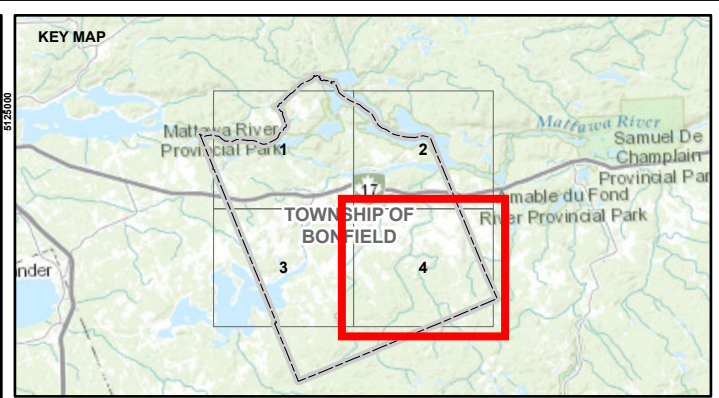 KEY MAP
5125000
Mattawa River
Provincial Park
1
2
Mattawa River
Samuel De
Champlain
Provincial Par
17
Amable du Fond
River Provincial Park
TOWNSHIP OF
BONFIELD
3
4
nder